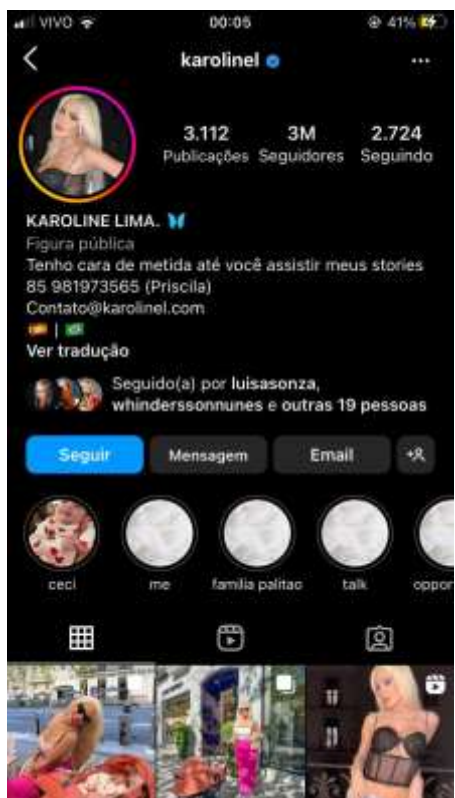 VIVO 00:05 41%
karolinel
3.112 3M 2.724
Publicações Seguidores Seguindo
KAROLINE LIMA.
Figura pública
Tenho cara de metida até você assistir meus stories
85 981973565 (Priscila)
Contato@karolinel.com
|
Ver tradução
Seguido(a) por luisasonza,
whinderssonnunes e outras 19 pessoas
Seguir Mensagem Email
ceci me familia palitao talk oppor